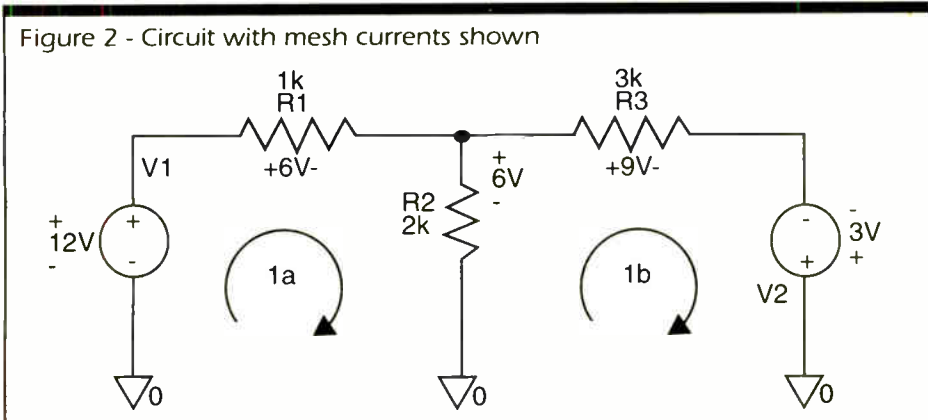 Figure 2 - Circuit with mesh currents shown
1k
R1
+6V-
3k
R3
+9V-
V1
+
12V
-
+
-
R2
2k
+
6V
-
1a
1b
-
+
-
3V
+
V2
0
0
0